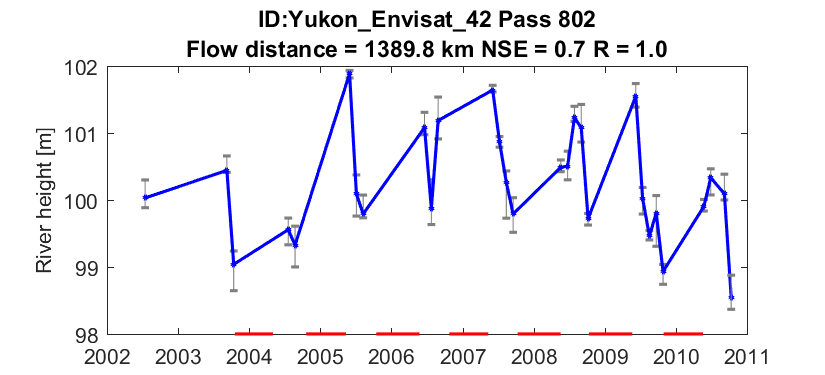 ID:Yukon_Envisat_42 Pass 802
Flow distance = 1389.8 km NSE = 0.7 R = 1.0
River height [m]
102
101
100
99
98
2002 2003 2004 2005 2006 2007 2008 2009 2010 2011